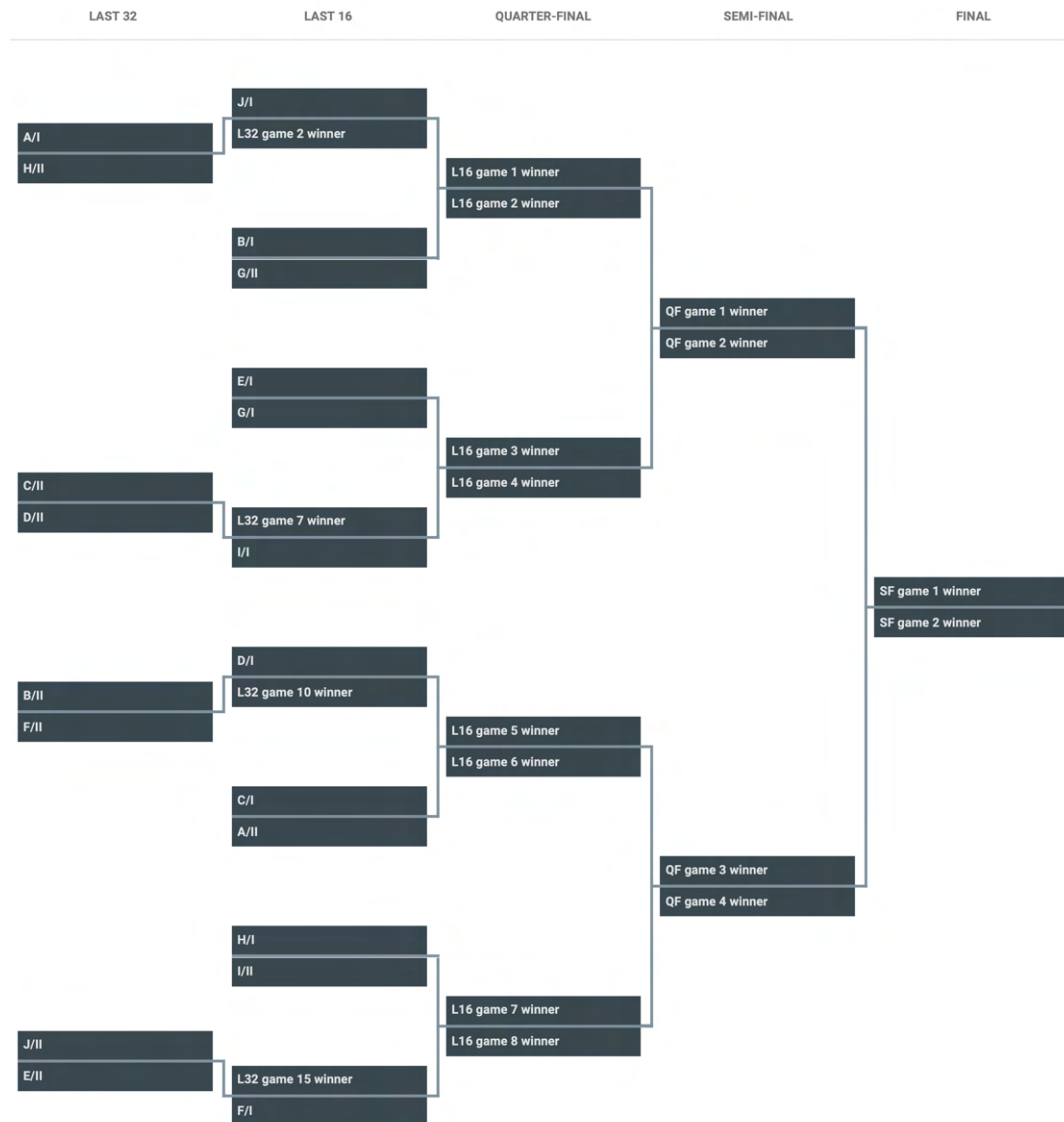 LAST 32
LAST 16
QUARTER-FINAL
SEMI-FINAL
FINAL
A/I
H/II
C/II
D/II
B/II
F/II
J/II
E/II
J/I
L32 game 2 winner
B/I
G/II
E/I
G/I
L32 game 7 winner
I/I
D/I
L32 game 10 winner
C/I
A/II
H/I
I/II
L32 game 15 winner
F/I
L16 game 1 winner
L16 game 2 winner
L16 game 3 winner
L16 game 4 winner
L16 game 5 winner
L16 game 6 winner
L16 game 7 winner
L16 game 8 winner
QF game 1 winner
QF game 2 winner
QF game 3 winner
QF game 4 winner
SF game 1 winner
SF game 2 winner